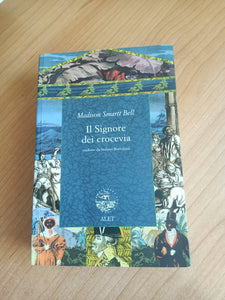 Madison Smartt Bell
Il Signore
dei crocevia
ALET